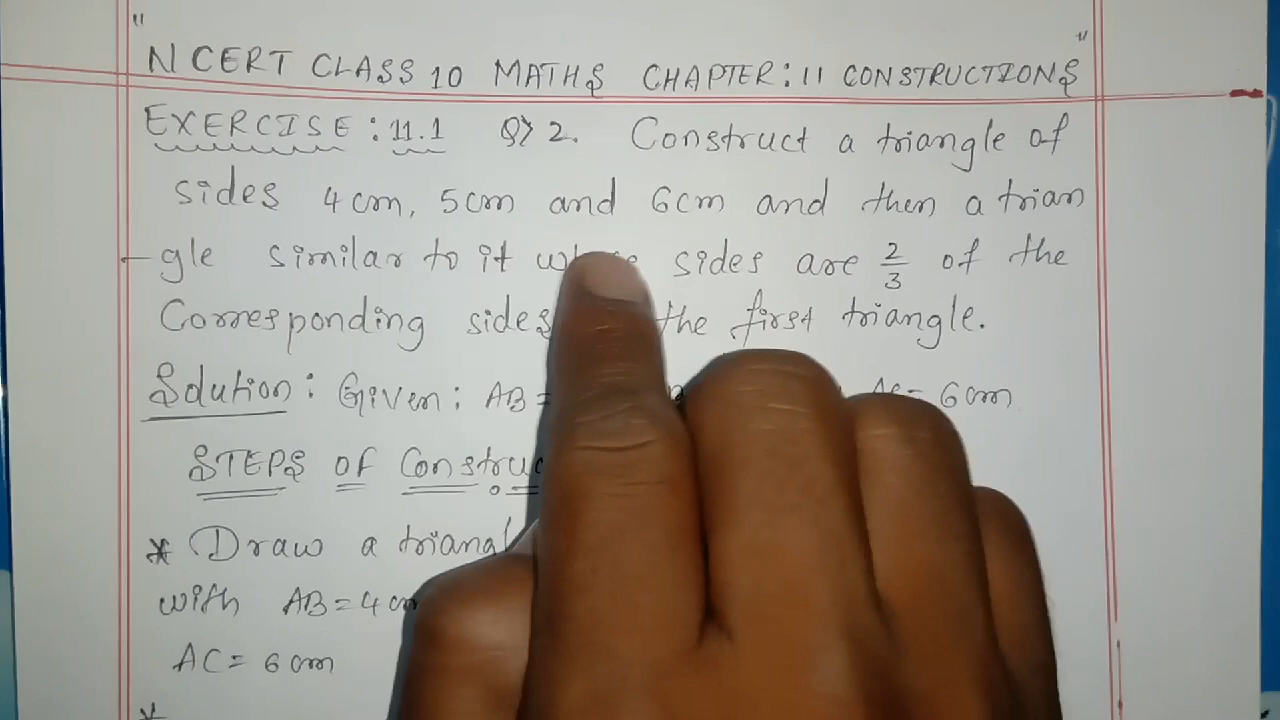 "NCERT CLASS 10 MATHS CHAPTER: 11 CONSTRUCTIONS"
EXERCISE: 11.1 Q) 2. Construct a triangle of
sides 4cm, 5cm and 6cm and then a trian
-gle similar to it sides are 2/3 of the
Corresponding sides the first triangle.
Solution: Given: AB = AC = 6cm
STEPS OF
* Draw a
with AB = 4
AC = 6cm
*